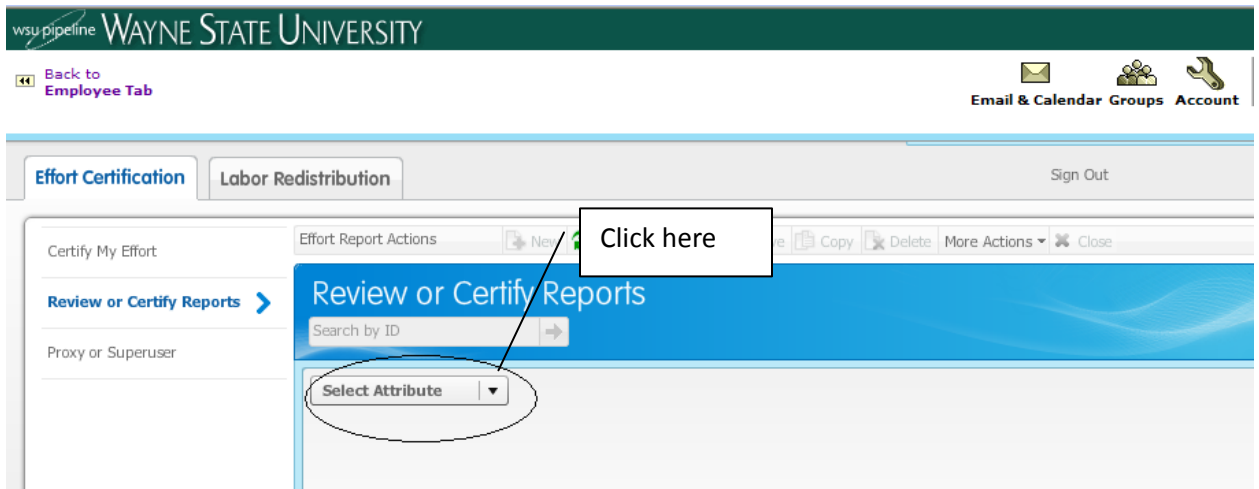 wsu pipeline WAYNE STATE UNIVERSITY
Back to
Employee Tab
Email & Calendar Groups Account
Effort Certification Labor Redistribution Sign Out
Certify My Effort
Review or Certify Reports
Proxy or Superuser
Effort Report Actions New Copy Delete More Actions Close
Click here
Review or Certify Reports
Search by ID
Select Attribute